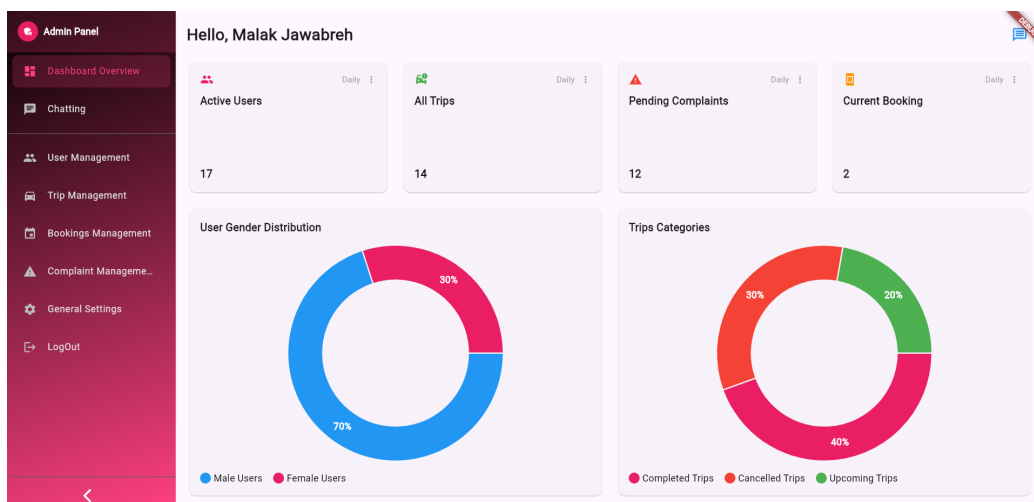 Admin Panel
Dashboard Overview
Chatting
User Management
Trip Management
Bookings Management
Complaint Manageme...
General Settings
LogOut
Hello, Malak Jawabreh
Daily
Active Users
17
Daily
All Trips
14
Daily
Pending Complaints
12
Daily
Current Booking
2
User Gender Distribution
30%
70%
Male Users
Female Users
Trips Categories
30%
20%
40%
Completed Trips
Cancelled Trips
Upcoming Trips